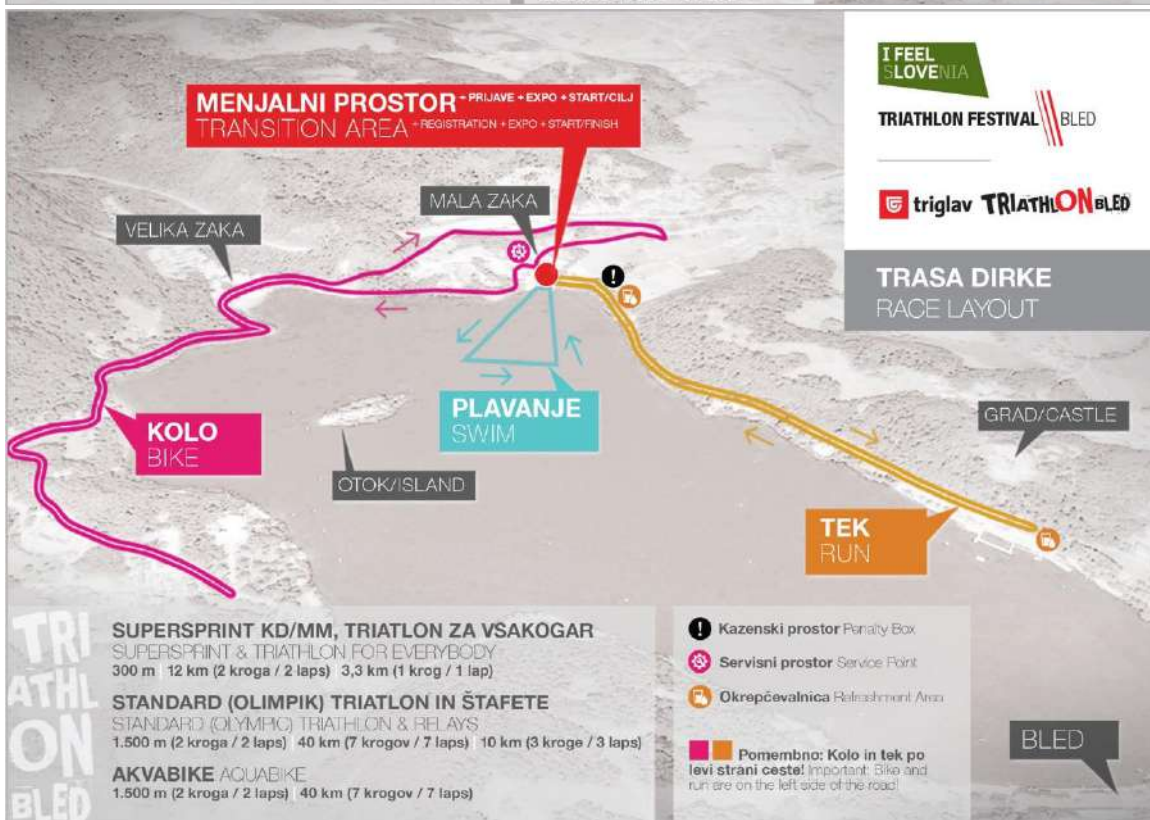 MENJALNI PROSTOR + PRIJAVE + EXPO + START/CILJ
TRANSITION AREA + REGISTRATION + EXPO + START/FINISH
I FEEL
SLOVENIA
TRIATHLON FESTIVAL BLED
triglav TRIATHLON BLED
TRASA DIRKE
RACE LAYOUT
MALA ZAKA
VELIKA ZAKA
KOLO
BIKE
PLAVANJE
SWIM
OTOK/ISLAND
GRAD/CASTLE
TEK
RUN
TRI
ATHL
ON
BLED
SUPERSPRINT KD/MM, TRIATLON ZA VSAKOGAR
SUPERSPRINT & TRIATHLON FOR EVERYBODY
300 m | 12 km (2 kroga / 2 laps) | 3,3 km (1 krog / 1 lap)
STANDARD (OLIMPIK) TRIATLON IN ŠTAFETE
STANDARD (OLYMPIC) TRIATHLON & RELAYS
1.500 m (2 kroga / 2 laps) | 40 km (7 krogov / 7 laps) | 10 km (3 kroge / 3 laps)
AKVABIKE AQUABIKE
1.500 m (2 kroga / 2 laps) | 40 km (7 krogov / 7 laps)
Kazenski prostor Penalty Box
Servisni prostor Service Point
Okrepčevalnica Refreshment Area
Pomembno: Kolo in tek po
levi strani ceste! Important: Bike and
run are on the left side of the road!
BLED